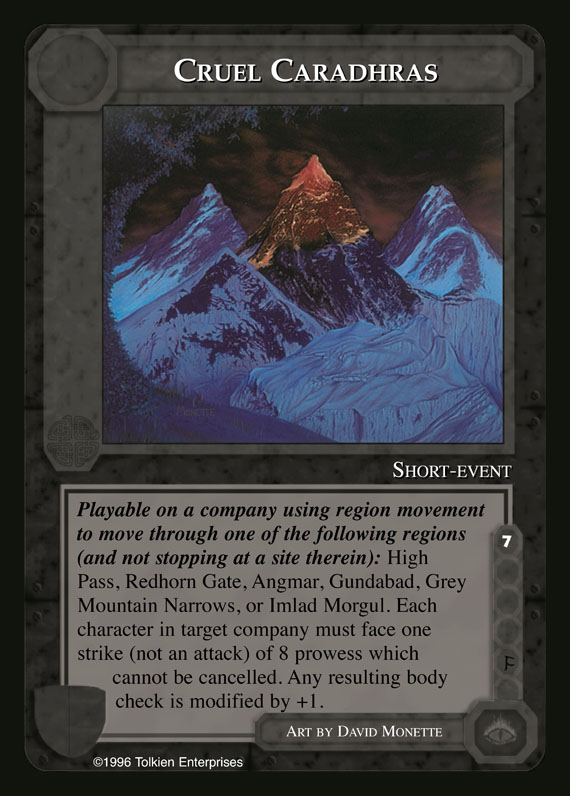 CRUEL CARADHRAS
MONETTE
SHORT-EVENT
Playable on a company using region movement
to move through one of the following regions
(and not stopping at a site therein): High
Pass, Redhorn Gate, Angmar, Gundabad, Grey
Mountain Narrows, or Imlad Morgul. Each
character in target company must face one
strike (not an attack) of 8 prowess which
cannot be cancelled. Any resulting body
check is modified by +1.
7
ART BY DAVID MONETTE
©1996 Tolkien Enterprises